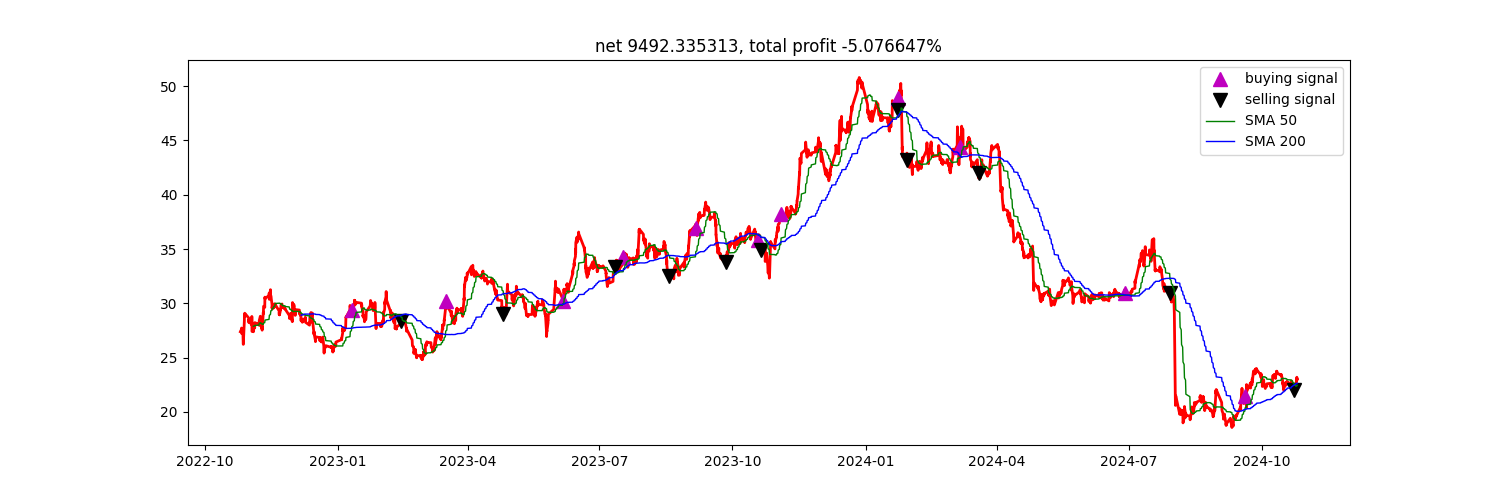 net 9492.335313, total profit -5.076647%
buying signal
selling signal
SMA 50
SMA 200
50
45
40
35
30
25
20
2022-10 2023-01 2023-04 2023-07 2023-10 2024-01 2024-04 2024-07 2024-10